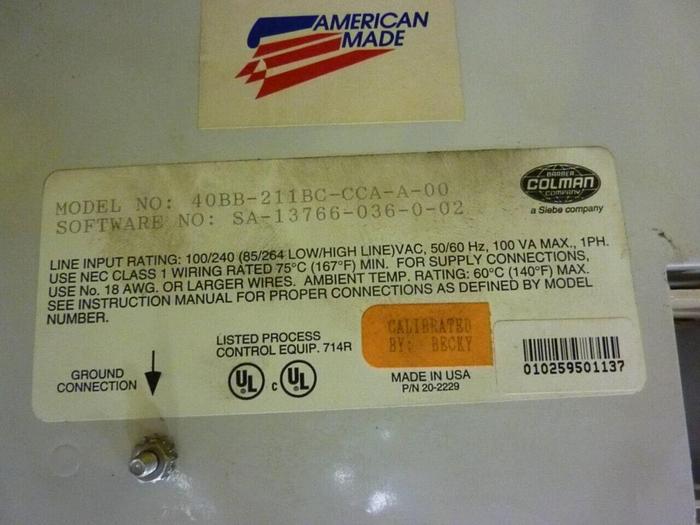 AMERICAN
MADE
MODEL NO: 40BB-211BC-CCA-A-00
SOFTWARE NO: SA-13766-036-0-02
BARBER
COLMAN
COMPANY
a Siebe company
LINE INPUT RATING: 100/240 (85/264 LOW/HIGH LINE)VAC, 50/60 Hz, 100 VA MAX., 1PH.
USE NEC CLASS 1 WIRING RATED 75°C (167°F) MIN. FOR SUPPLY CONNECTIONS,
USE No. 18 AWG. OR LARGER WIRES. AMBIENT TEMP. RATING: 60°C (140°F) MAX.
SEE INSTRUCTION MANUAL FOR PROPER CONNECTIONS AS DEFINED BY MODEL
NUMBER.
GROUND
CONNECTION
LISTED PROCESS
CONTROL EQUIP. 714R
UL
c UL
CALIBRATED
BY: BECKY
MADE IN USA
P/N 20-2229
010259501137